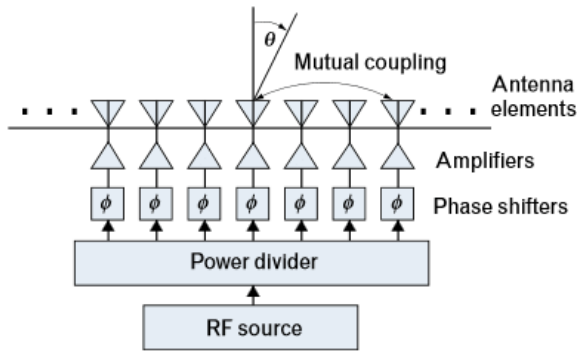 θ
Mutual coupling
Antenna
elements
Amplifiers
ϕ ϕ ϕ ϕ ϕ ϕ ϕ
Phase shifters
Power divider
RF source